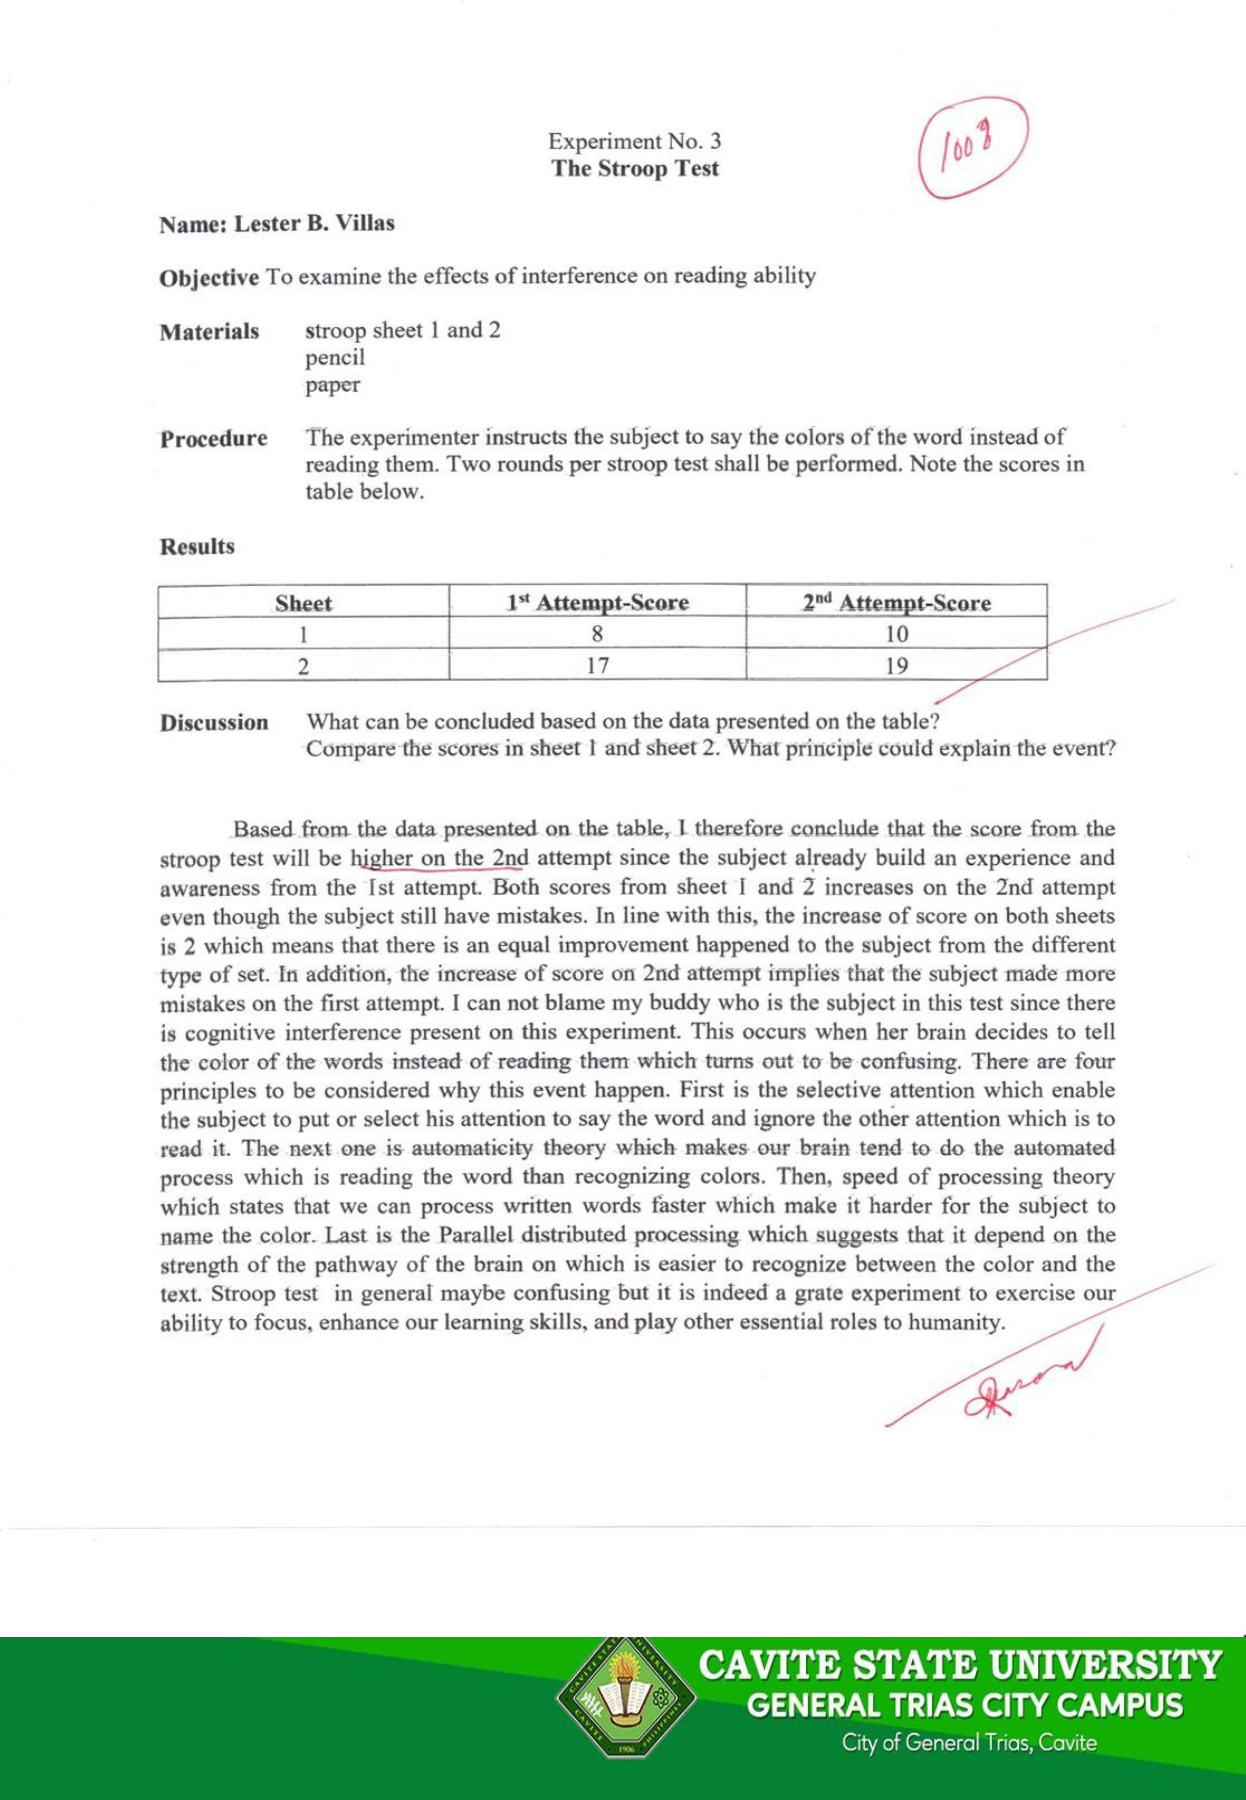 Experiment No. 3
The Stroop Test
100%
Name: Lester B. Villas
Objective To examine the effects of interference on reading ability
Materials stroop sheet 1 and 2
pencil
paper
Procedure The experimenter instructs the subject to say the colors of the word instead of
reading them. Two rounds per stroop test shall be performed. Note the scores in
table below.
Results
Sheet 1st Attempt-Score 2nd Attempt-Score
1 8 10
2 17 19
Discussion What can be concluded based on the data presented on the table?
Compare the scores in sheet 1 and sheet 2. What principle could explain the event?
Based from the data presented on the table, I therefore conclude that the score from the
stroop test will be higher on the 2nd attempt since the subject already build an experience and
awareness from the 1st attempt. Both scores from sheet 1 and 2 increases on the 2nd attempt
even though the subject still have mistakes. In line with this, the increase of score on both sheets
is 2 which means that there is an equal improvement happened to the subject from the different
type of set. In addition, the increase of score on 2nd attempt implies that the subject made more
mistakes on the first attempt. I can not blame my buddy who is the subject in this test since there
is cognitive interference present on this experiment. This occurs when her brain decides to tell
the color of the words instead of reading them which turns out to be confusing. There are four
principles to be considered why this event happen. First is the selective attention which enable
the subject to put or select his attention to say the word and ignore the other attention which is to
read it. The next one is automaticity theory which makes our brain tend to do the automated
process which is reading the word than recognizing colors. Then, speed of processing theory
which states that we can process written words faster which make it harder for the subject to
name the color. Last is the Parallel distributed processing which suggests that it depend on the
strength of the pathway of the brain on which is easier to recognize between the color and the
text. Stroop test in general maybe confusing but it is indeed a grate experiment to exercise our
ability to focus, enhance our learning skills, and play other essential roles to humanity.
CAVITE STATE UNIVERSITY
CAVITE PHILIPPINES
1906
CAVITE STATE UNIVERSITY
GENERAL TRIAS CITY CAMPUS
City of General Trias, Cavite